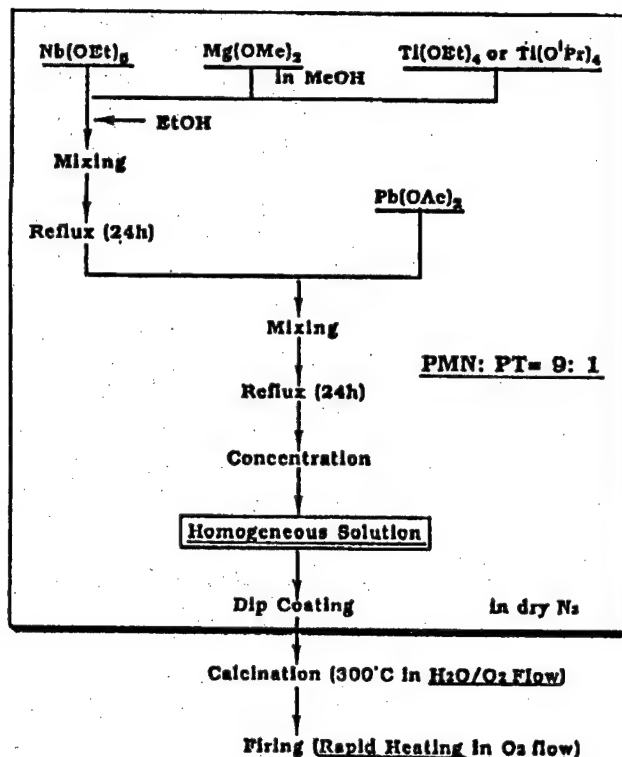 Nb(OEt)₅ Mg(OMe)₂ Ti(OEt)₄ or Ti(OⁱPr)₄
in MeOH
EtOH
Mixing
Pb(OAc)₂
Reflux (24h)
Mixing
PMN: PT= 9: 1
Reflux (24h)
Concentration
Homogeneous Solution
Dip Coating in dry N₂
Calcination (300°C in H₂O/O₂ Flow)
Firing (Rapid Heating in O₂ flow)